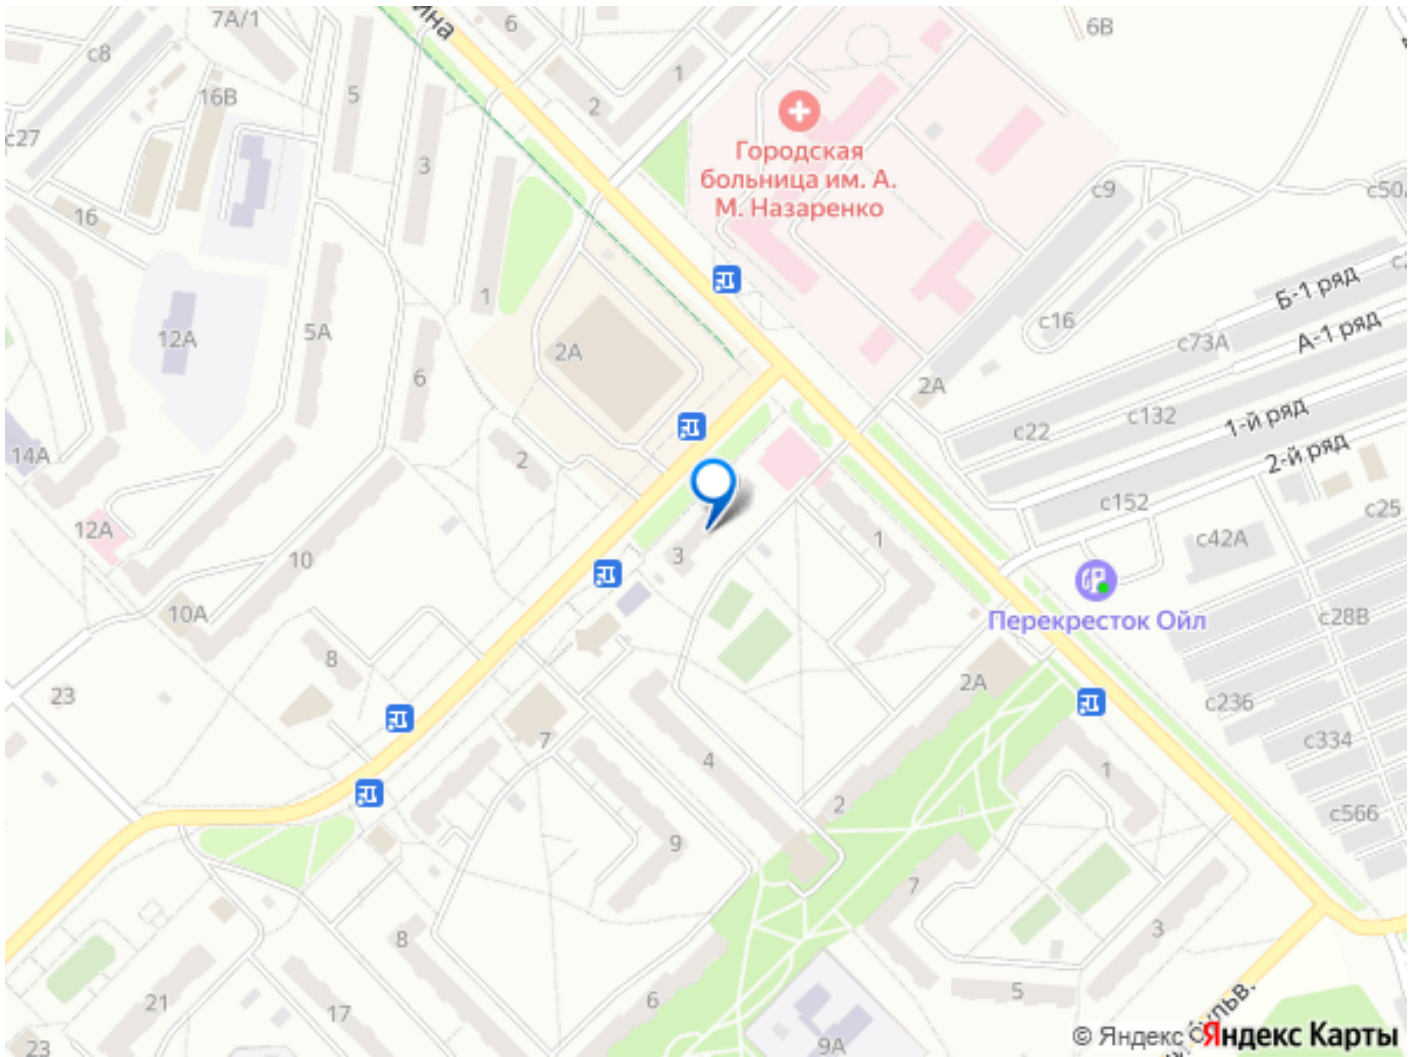 7А/1
ина
6
6В
с8
5
16В
1
2
с27
3
Городская
больница им. А.
М. Назаренко
с9
с50А
16
1
Б-1 ряд
с16
А-1 ряд
12А
5А
2А
с73А
6
2А
с132
1-й ряд
с22
2-й ряд
14А
2
с152
с25
12А
10
3
1
с42А
10А
Перекресток Ойл
с28В
8
23
2А
с236
7
4
1
с334
2
9
с566
7
8
3
21
17
6
5
9А
23
ульв.
© Яндекс
Яндекс Карты